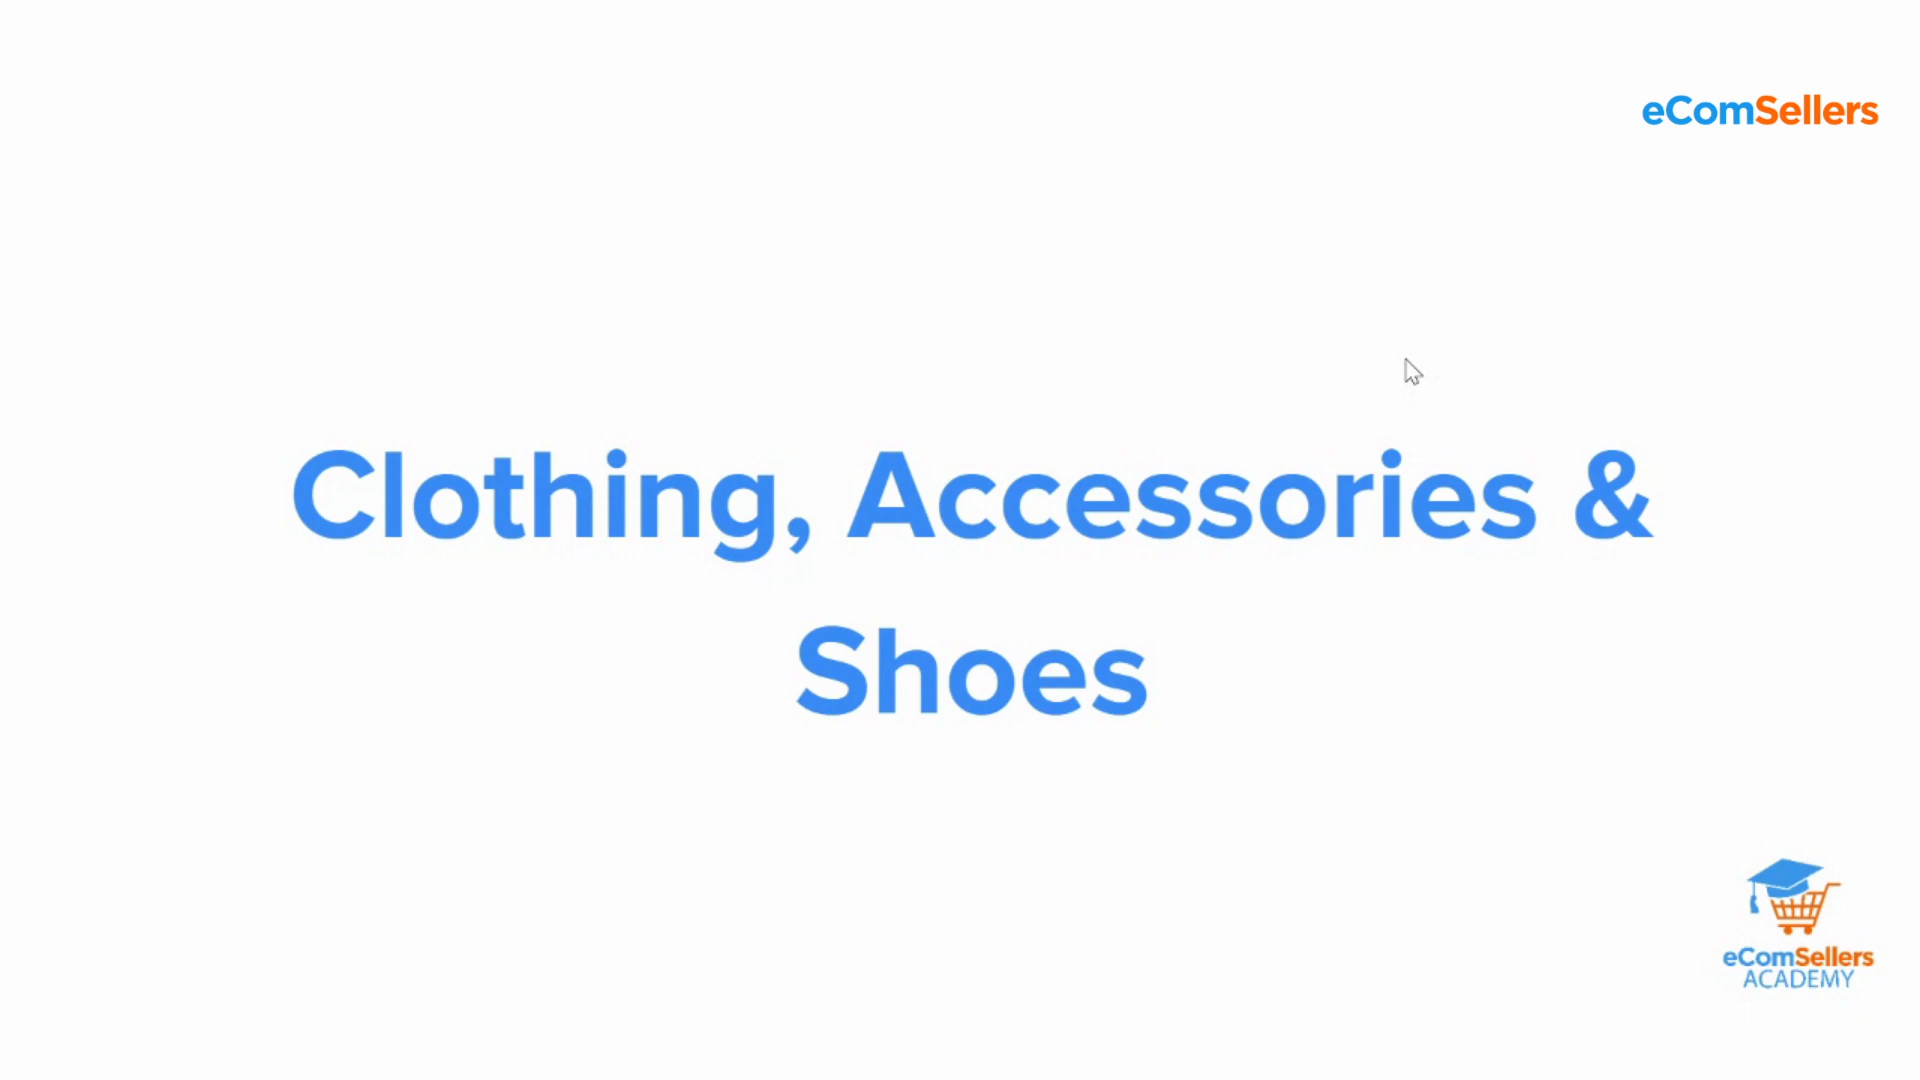 eComSellers
Clothing, Accessories &
Shoes
eComSellers
ACADEMY